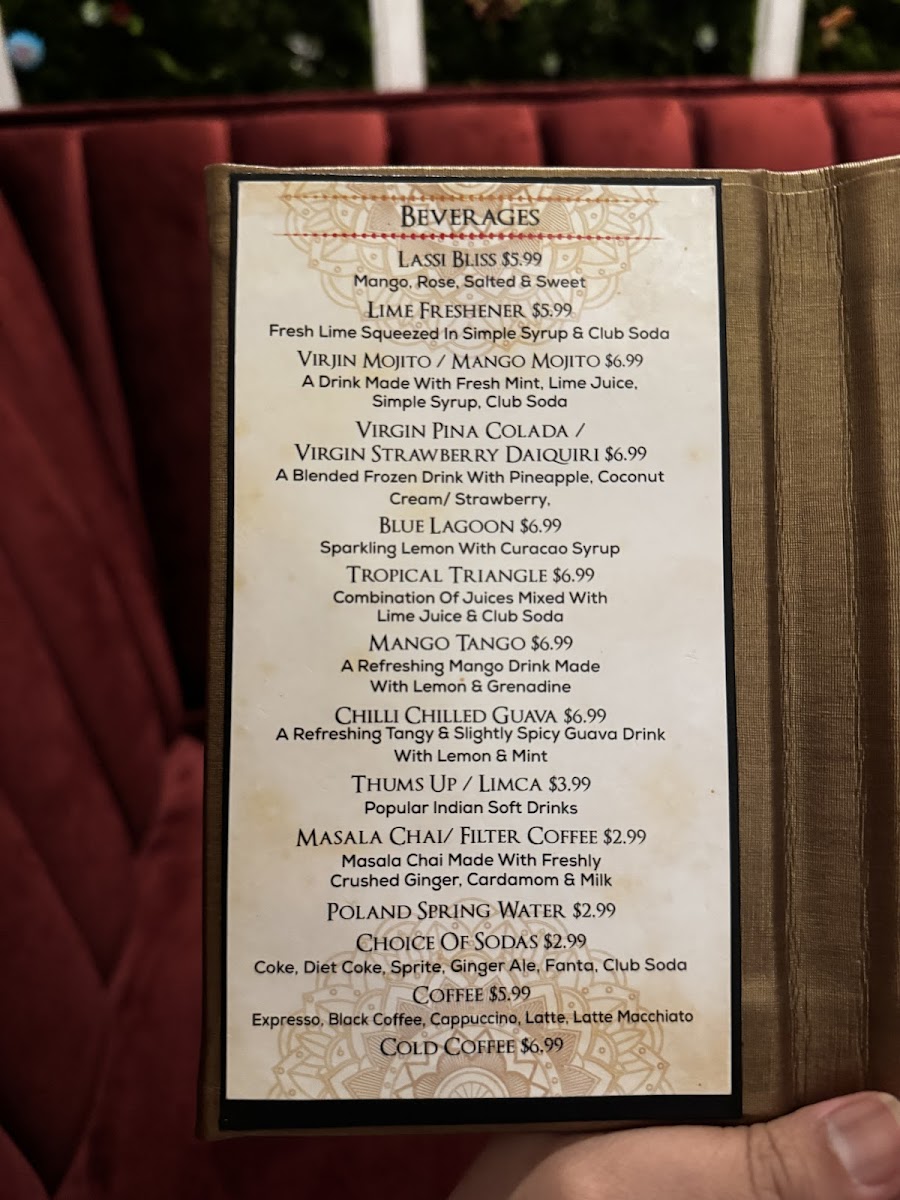 BEVERAGES
LASSI BLISS $5.99
Mango, Rose, Salted & Sweet
LIME FRESHENER $5.99
Fresh Lime Squeezed In Simple Syrup & Club Soda
VIRJIN MOJITO / MANGO MOJITO $6.99
A Drink Made With Fresh Mint, Lime Juice,
Simple Syrup, Club Soda
VIRGIN PINA COLADA /
VIRGIN STRAWBERRY DAIQUIRI $6.99
A Blended Frozen Drink With Pineapple, Coconut
Cream/ Strawberry,
BLUE LAGOON $6.99
Sparkling Lemon With Curacao Syrup
TROPICAL TRIANGLE $6.99
Combination Of Juices Mixed With
Lime Juice & Club Soda
MANGO TANGO $6.99
A Refreshing Mango Drink Made
With Lemon & Grenadine
CHILLI CHILLED GUAVA $6.99
A Refreshing Tangy & Slightly Spicy Guava Drink
With Lemon & Mint
THUMS UP / LIMCA $3.99
Popular Indian Soft Drinks
MASALA CHAI/ FILTER COFFEE $2.99
Masala Chai Made With Freshly
Crushed Ginger, Cardamom & Milk
POLAND SPRING WATER $2.99
CHOICE OF SODAS $2.99
Coke, Diet Coke, Sprite, Ginger Ale, Fanta, Club Soda
COFFEE $5.99
Expresso, Black Coffee, Cappuccino, Latte, Latte Macchiato
COLD COFFEE $6.99